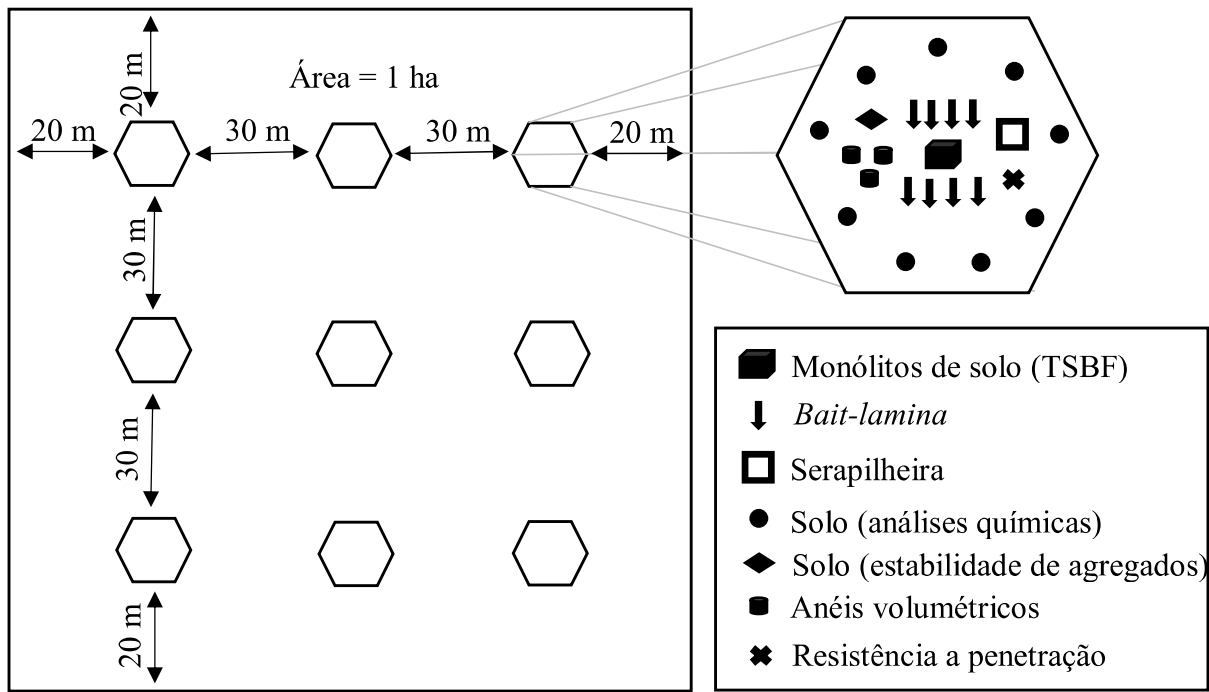 20 m
Área = 1 ha
20 m
30 m
30 m
20 m
30 m
30 m
20 m
Monólitos de solo (TSBF)
Bait-lamina
Serapilheira
Solo (análises químicas)
Solo (estabilidade de agregados)
Anéis volumétricos
Resistência a penetração